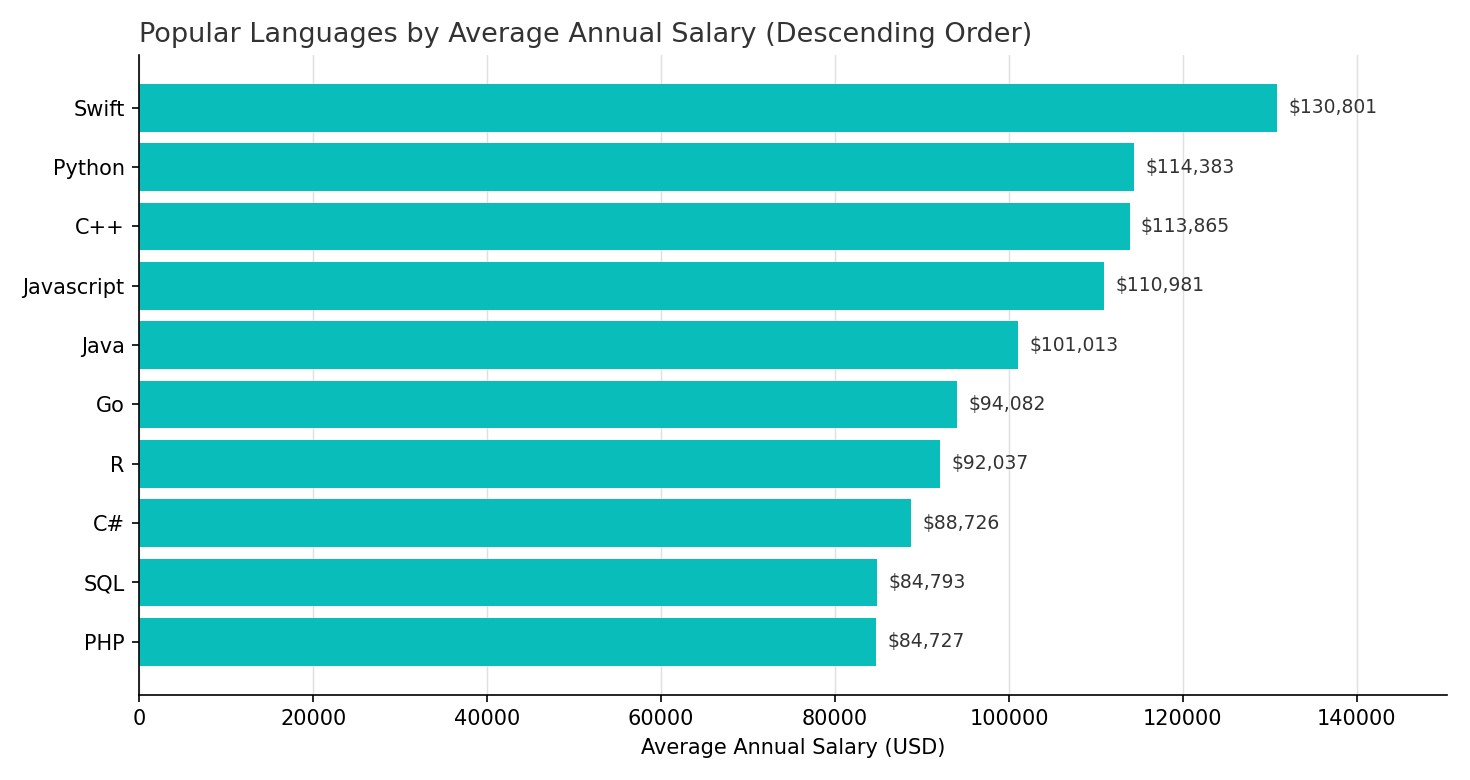 Popular Languages by Average Annual Salary (Descending Order)
Swift $130,801
Python $114,383
C++ $113,865
Javascript $110,981
Java $101,013
Go $94,082
R $92,037
C# $88,726
SQL $84,793
PHP $84,727
0 20000 40000 60000 80000 100000 120000 140000
Average Annual Salary (USD)